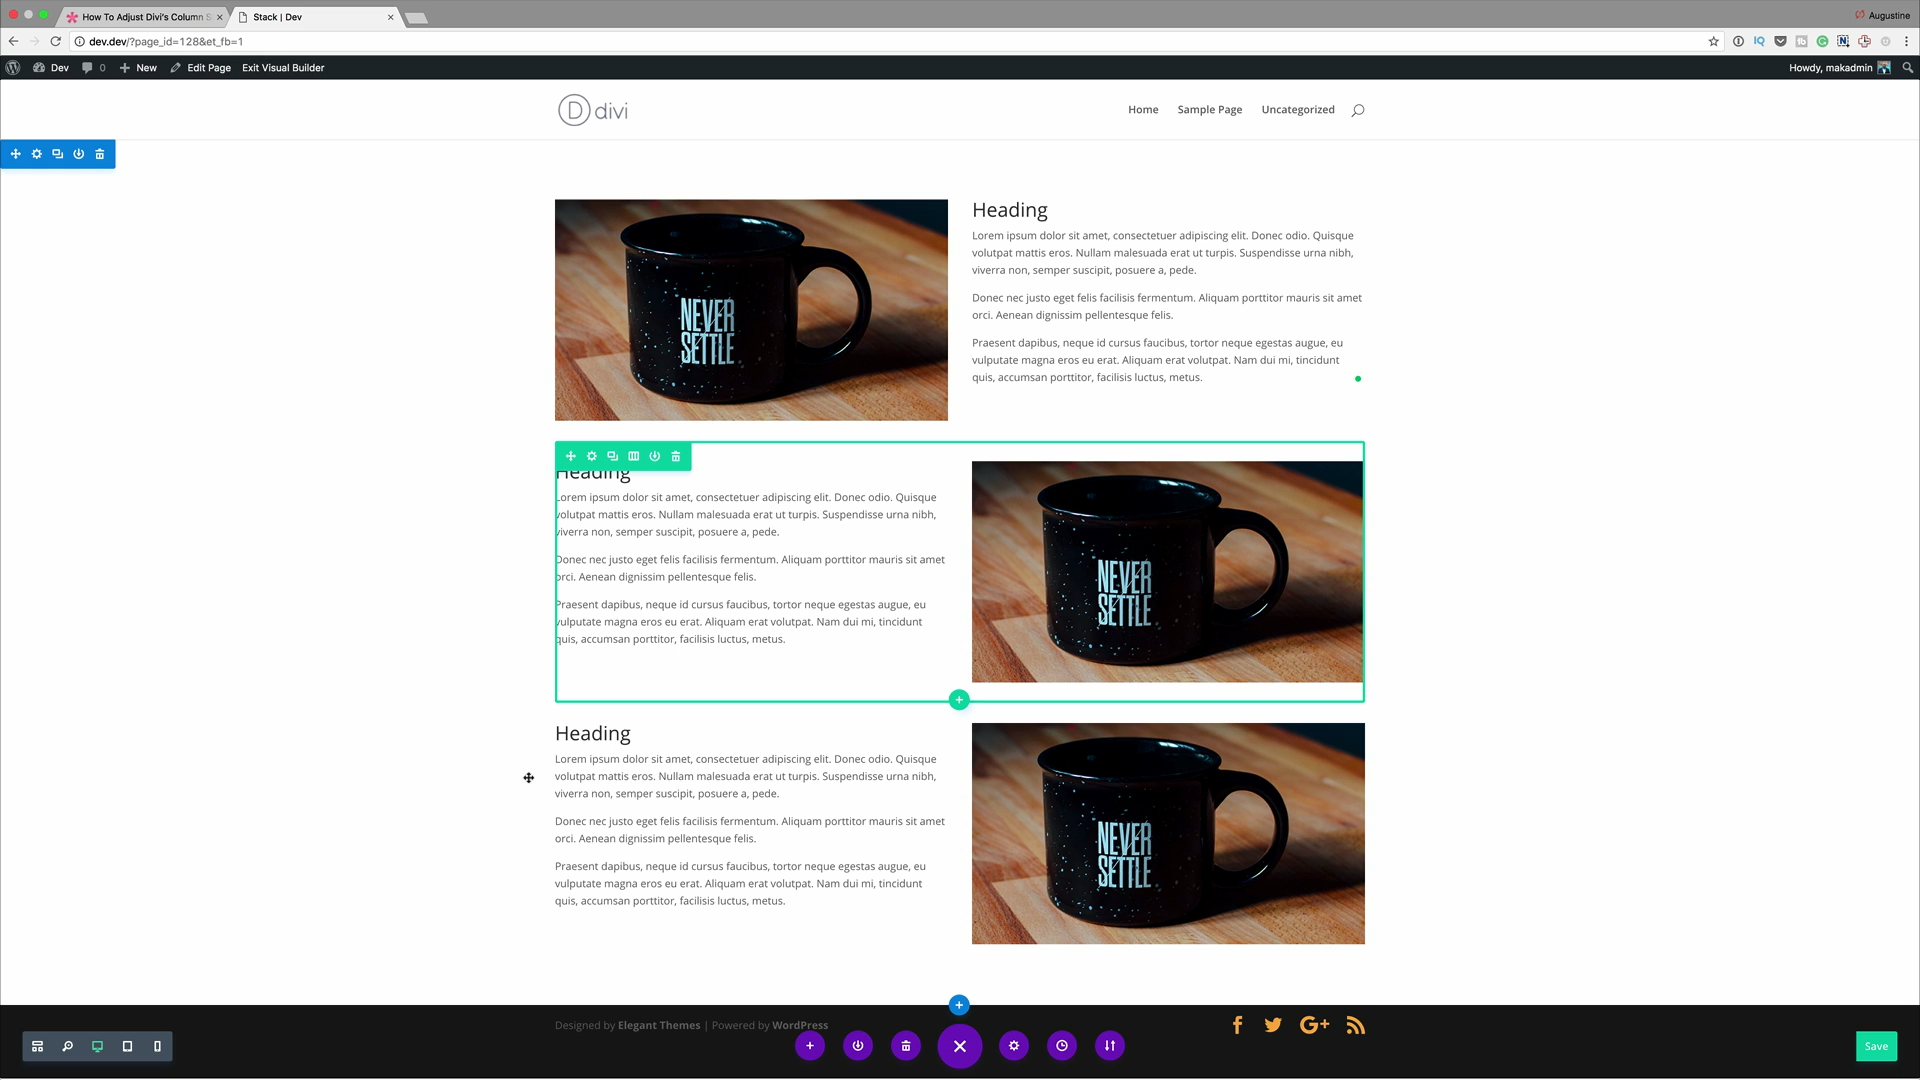 How To Adjust Divi's Column S
Stack | Dev
Augustine
dev.dev/?page_id=128&et_fb=1
Dev
0
New
Edit Page
Exit Visual Builder
Howdy, makadmin
D divi
Home
Sample Page
Uncategorized
NEVER
SETTLE
Heading
Lorem ipsum dolor sit amet, consectetuer adipiscing elit. Donec odio. Quisque
volutpat mattis eros. Nullam malesuada erat ut turpis. Suspendisse urna nibh,
viverra non, semper suscipit, posuere a, pede.
Donec nec justo eget felis facilisis fermentum. Aliquam porttitor mauris sit amet
orci. Aenean dignissim pellentesque felis.
Praesent dapibus, neque id cursus faucibus, tortor neque egestas augue, eu
vulputate magna eros eu erat. Aliquam erat volutpat. Nam dui mi, tincidunt
quis, accumsan porttitor, facilisis luctus, metus.
Heading
Lorem ipsum dolor sit amet, consectetuer adipiscing elit. Donec odio. Quisque
volutpat mattis eros. Nullam malesuada erat ut turpis. Suspendisse urna nibh,
viverra non, semper suscipit, posuere a, pede.
Donec nec justo eget felis facilisis fermentum. Aliquam porttitor mauris sit amet
orci. Aenean dignissim pellentesque felis.
Praesent dapibus, neque id cursus faucibus, tortor neque egestas augue, eu
vulputate magna eros eu erat. Aliquam erat volutpat. Nam dui mi, tincidunt
quis, accumsan porttitor, facilisis luctus, metus.
NEVER
SETTLE
Heading
Lorem ipsum dolor sit amet, consectetuer adipiscing elit. Donec odio. Quisque
volutpat mattis eros. Nullam malesuada erat ut turpis. Suspendisse urna nibh,
viverra non, semper suscipit, posuere a, pede.
Donec nec justo eget felis facilisis fermentum. Aliquam porttitor mauris sit amet
orci. Aenean dignissim pellentesque felis.
Praesent dapibus, neque id cursus faucibus, tortor neque egestas augue, eu
vulputate magna eros eu erat. Aliquam erat volutpat. Nam dui mi, tincidunt
quis, accumsan porttitor, facilisis luctus, metus.
NEVER
SETTLE
Designed by Elegant Themes | Powered by WordPress
Save